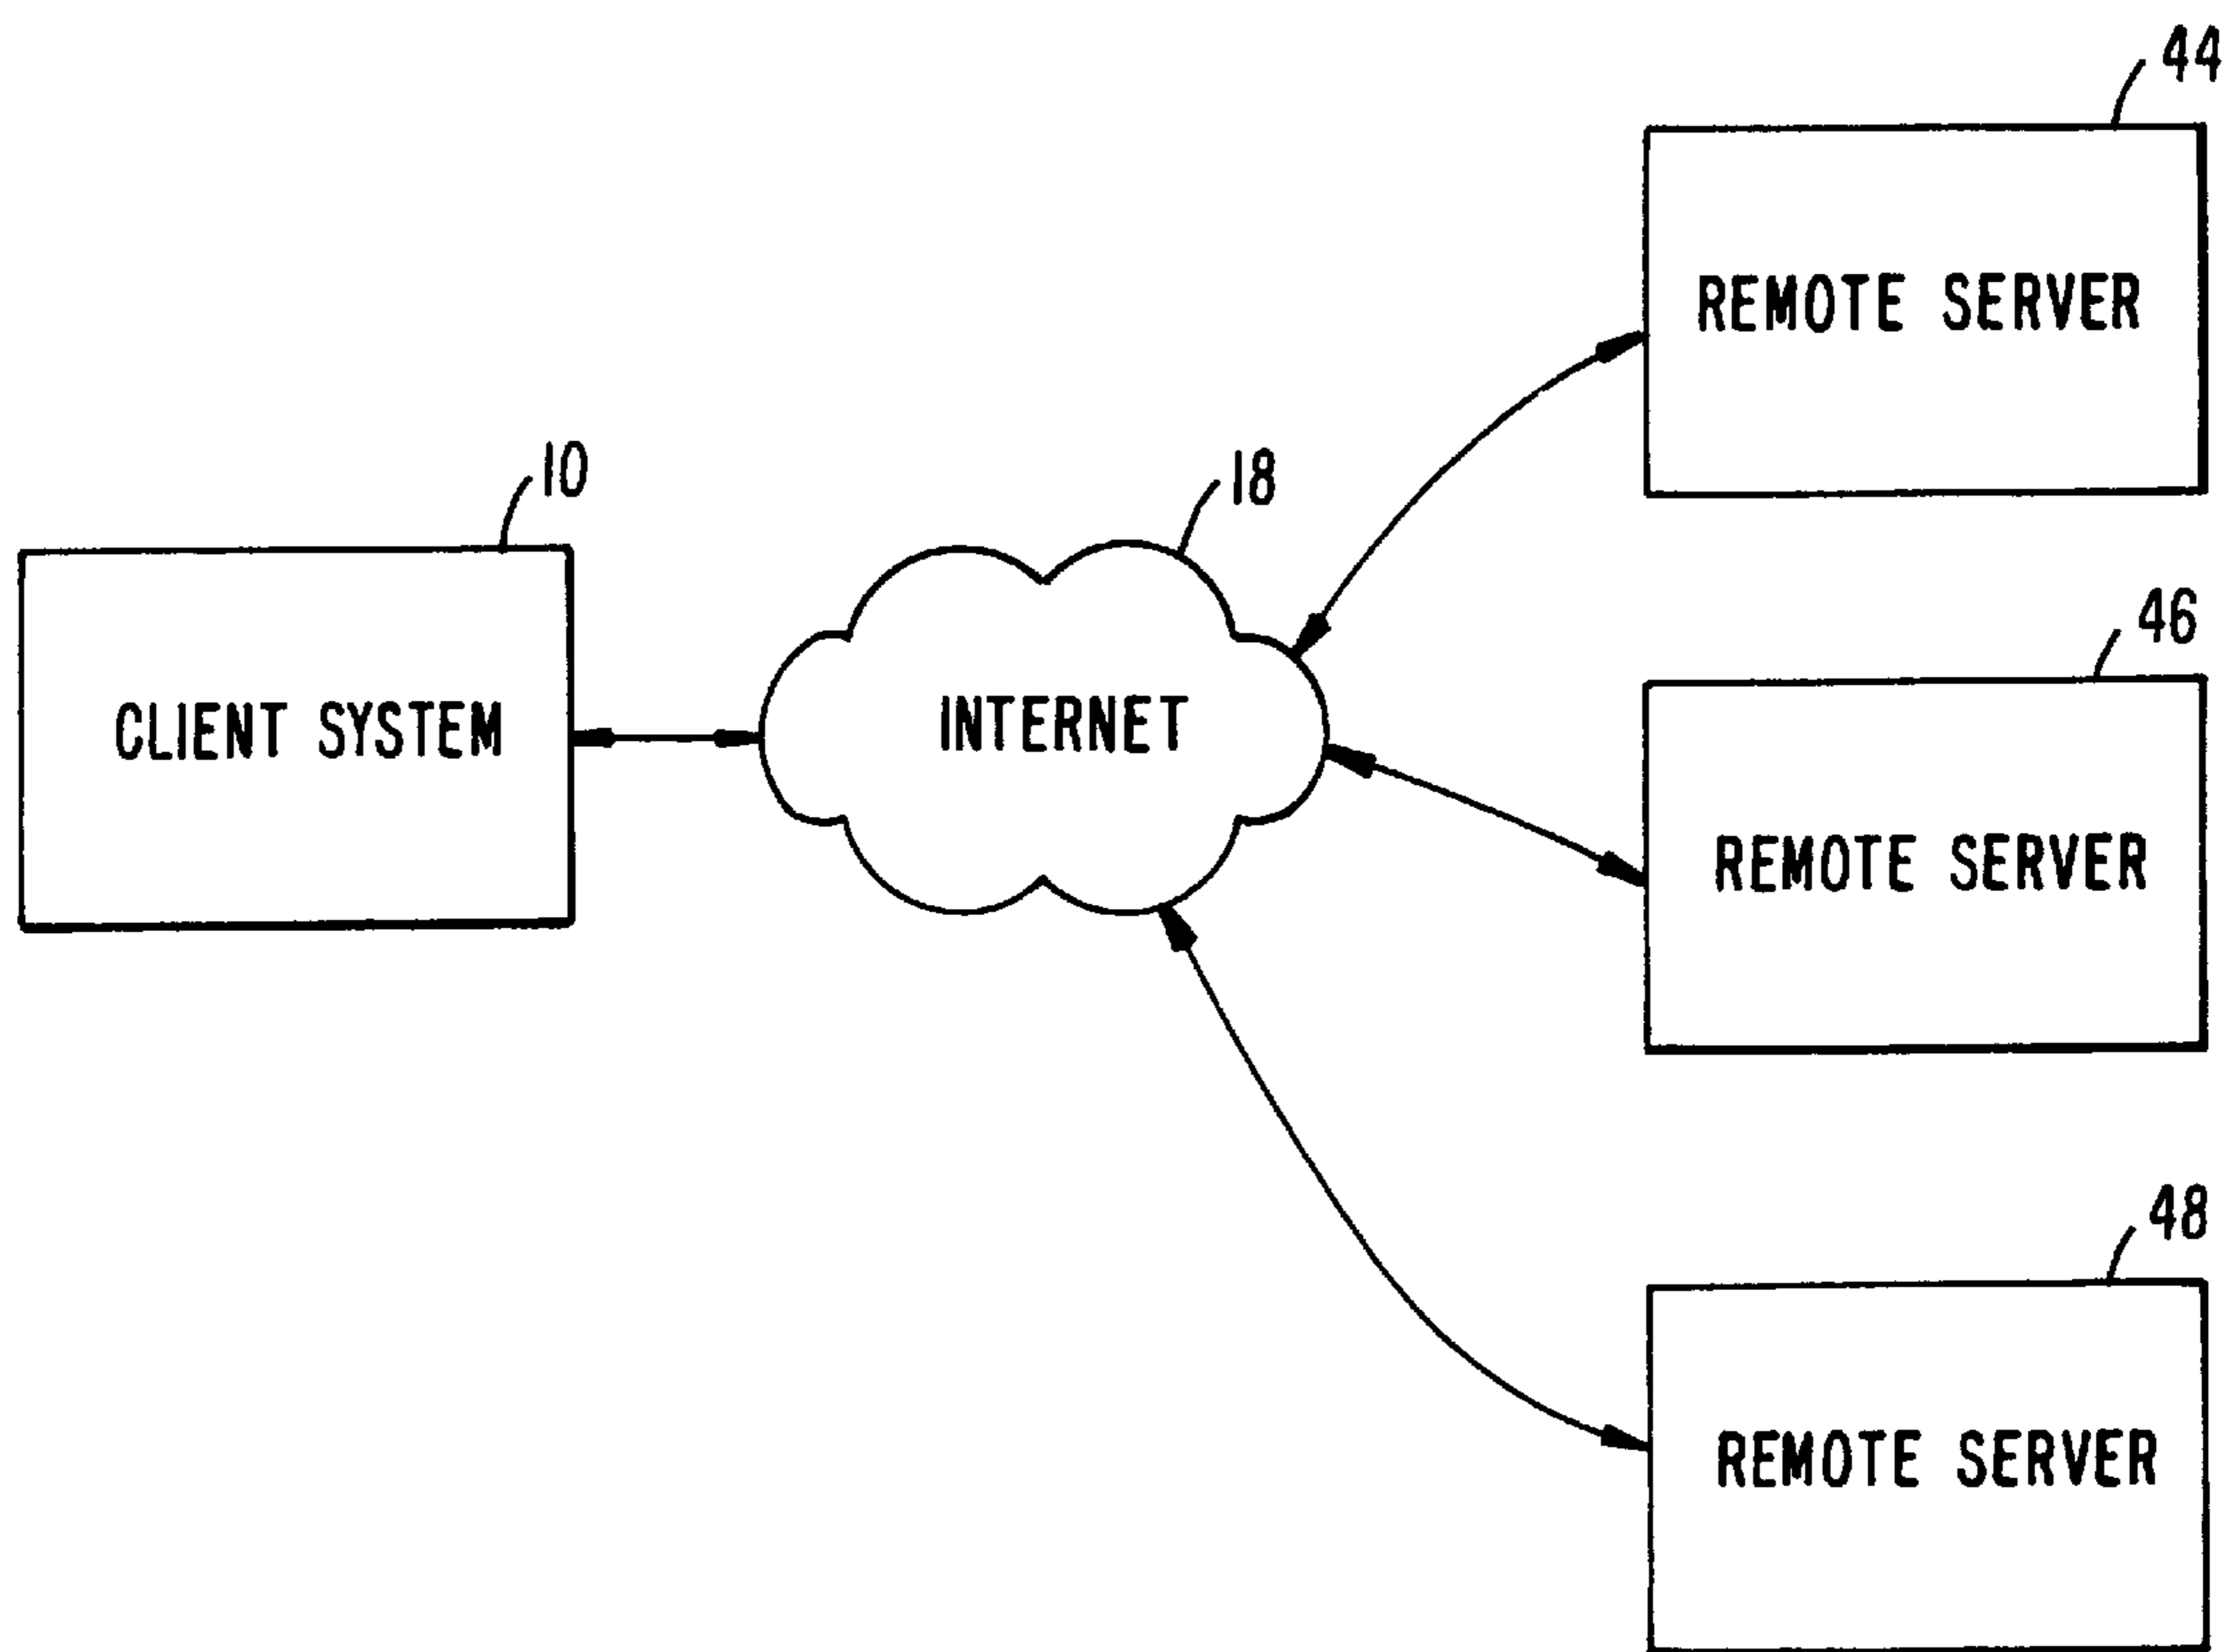 44
REMOTE SERVER
10
18
46
CLIENT SYSTEM
INTERNET
REMOTE SERVER
48
REMOTE SERVER